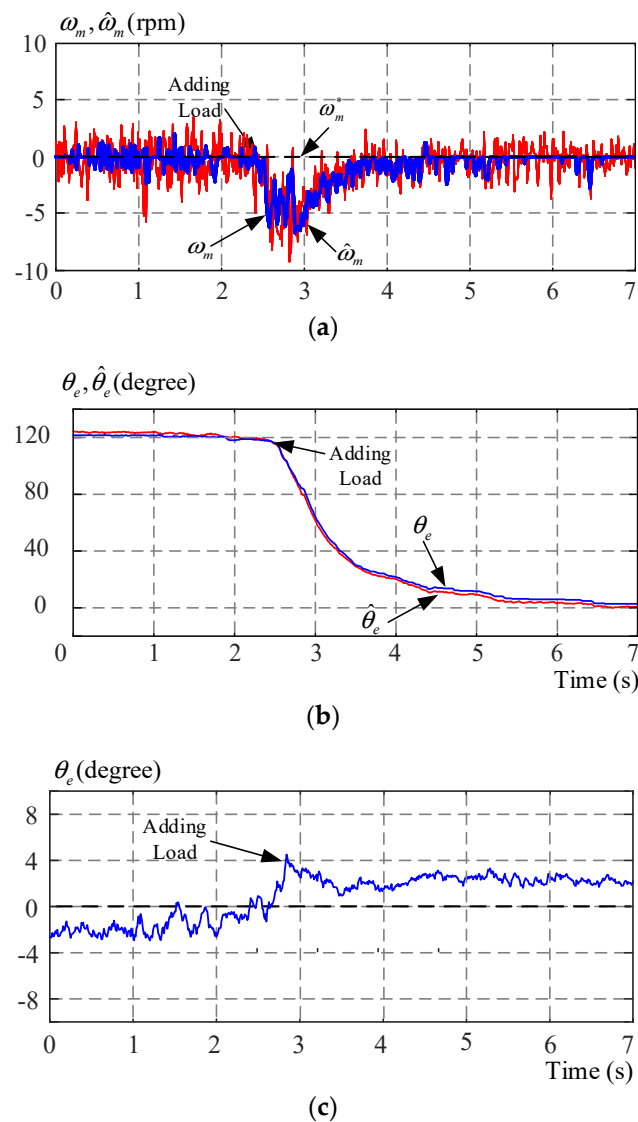 ω_m, ω̂_m (rpm)
10
5
0
-5
-10
Adding
Load
ω_m^*
ω_m
ω̂_m
0 1 2 3 4 5 6 7
(a)
θ_e, θ̂_e (degree)
120
80
40
0
Adding
Load
θ_e
θ̂_e
0 1 2 3 4 5 6 7
Time (s)
(b)
θ_e (degree)
8
4
0
-4
-8
Adding
Load
0 1 2 3 4 5 6 7
Time (s)
(c)